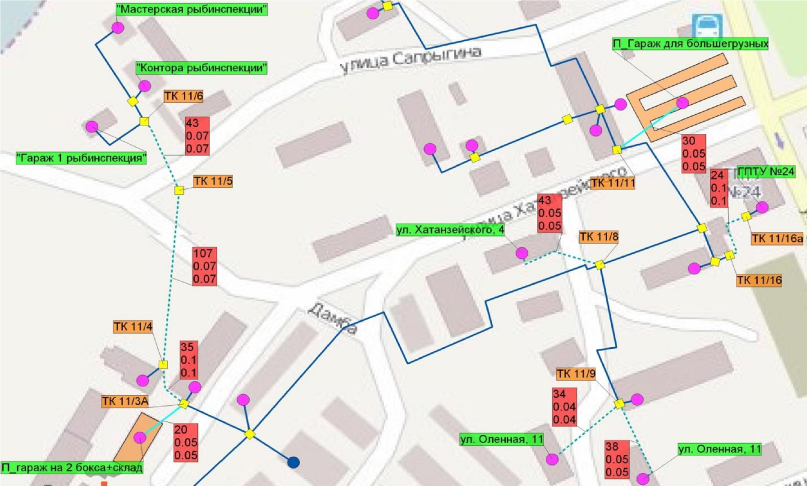 "Мастерская рыбинспекции"
улица Сапрыгина
П_Гараж для большегрузных
"Контора рыбинспекции"
ТК 11/6
43
0.07
0.07
"Гараж 1 рыбинспекция"
30
0.05
0.05
ТК 11/5
ТК 11/11
24
0.1
0.1
ГПТУ №24
№24
43
0.05
0.05
улица Хатанзейского
ул. Хатанзейского, 4
ТК 11/8
ТК 11/16а
ТК 11/16
107
0.07
0.07
Дамба
ТК 11/4
35
0.1
0.1
ТК 11/3А
ТК 11/9
34
0.04
0.04
20
0.05
0.05
ул. Оленная, 11
38
0.05
0.05
ул. Оленная, 11
П_гараж на 2 бокса+склад